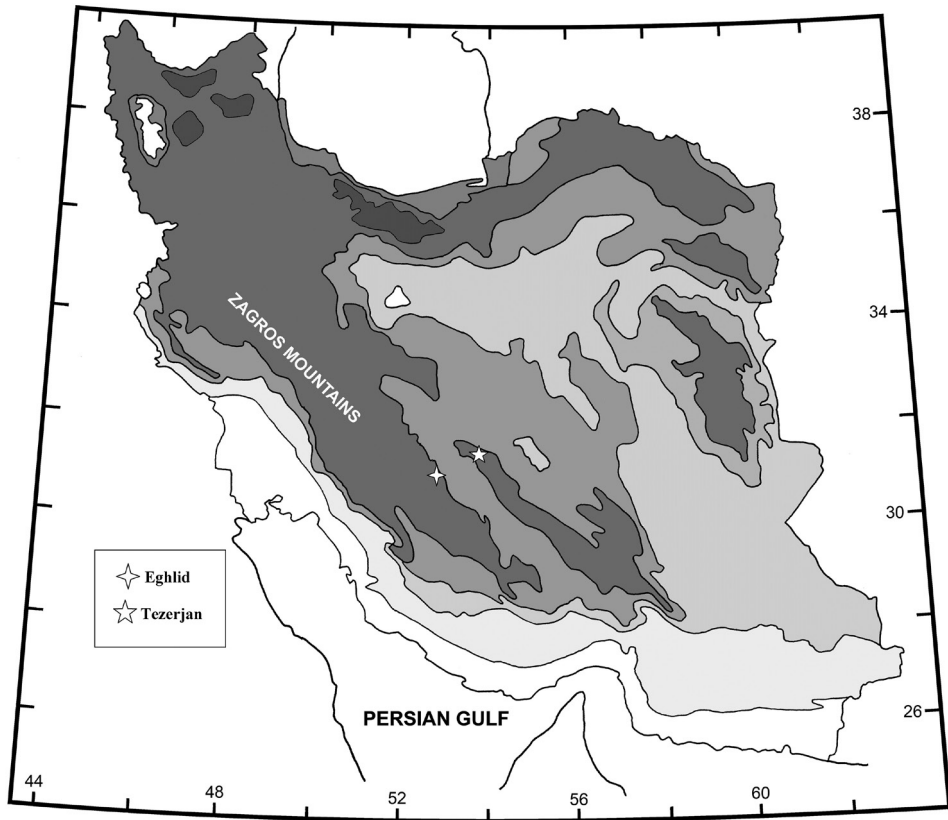 38
ZAGROS MOUNTAINS
34
30
Eghlid
Tezerjan
PERSIAN GULF
26
44
48
52
56
60